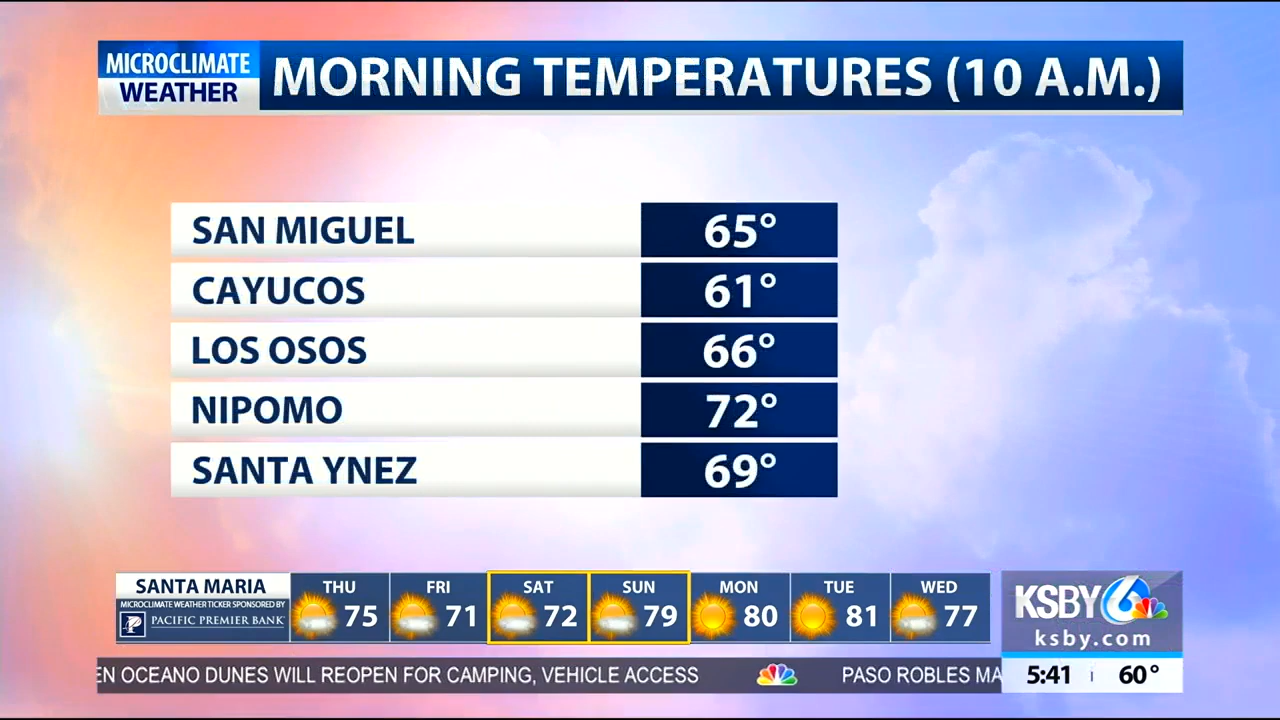 MICROCLIMATE
WEATHER
MORNING TEMPERATURES (10 A.M.)
SAN MIGUEL 65°
CAYUCOS 61°
LOS OSOS 66°
NIPOMO 72°
SANTA YNEZ 69°
SANTA MARIA
MICROCLIMATE WEATHER TICKER SPONSORED BY
PACIFIC PREMIER BANK
THU FRI SAT SUN MON TUE WED
75 71 72 79 80 81 77
KSBY 6
ksby.com
EN OCEANO DUNES WILL REOPEN FOR CAMPING, VEHICLE ACCESS PASO ROBLES MA
5:41 60°